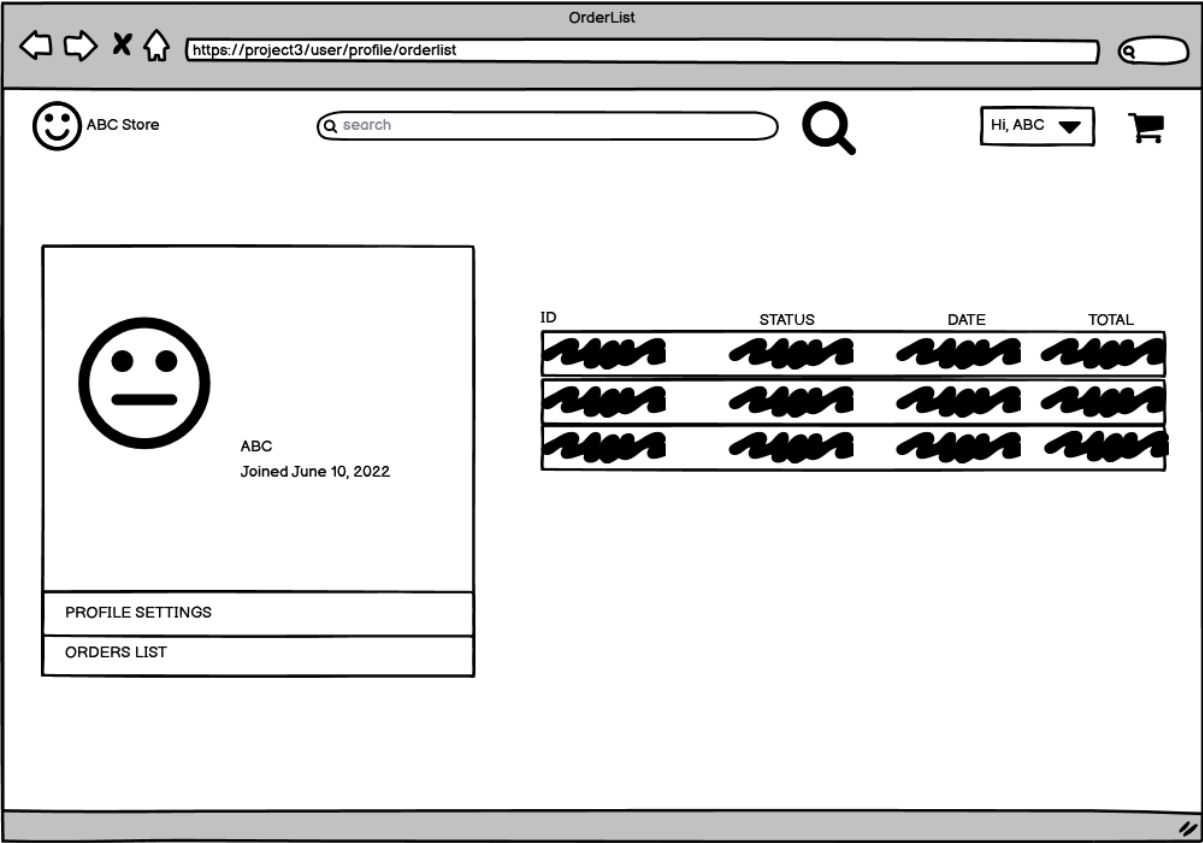 OrderList
https://project3/user/profile/orderlist
ABC Store
search
Hi, ABC
ID STATUS DATE TOTAL
ABC
Joined June 10, 2022
PROFILE SETTINGS
ORDERS LIST